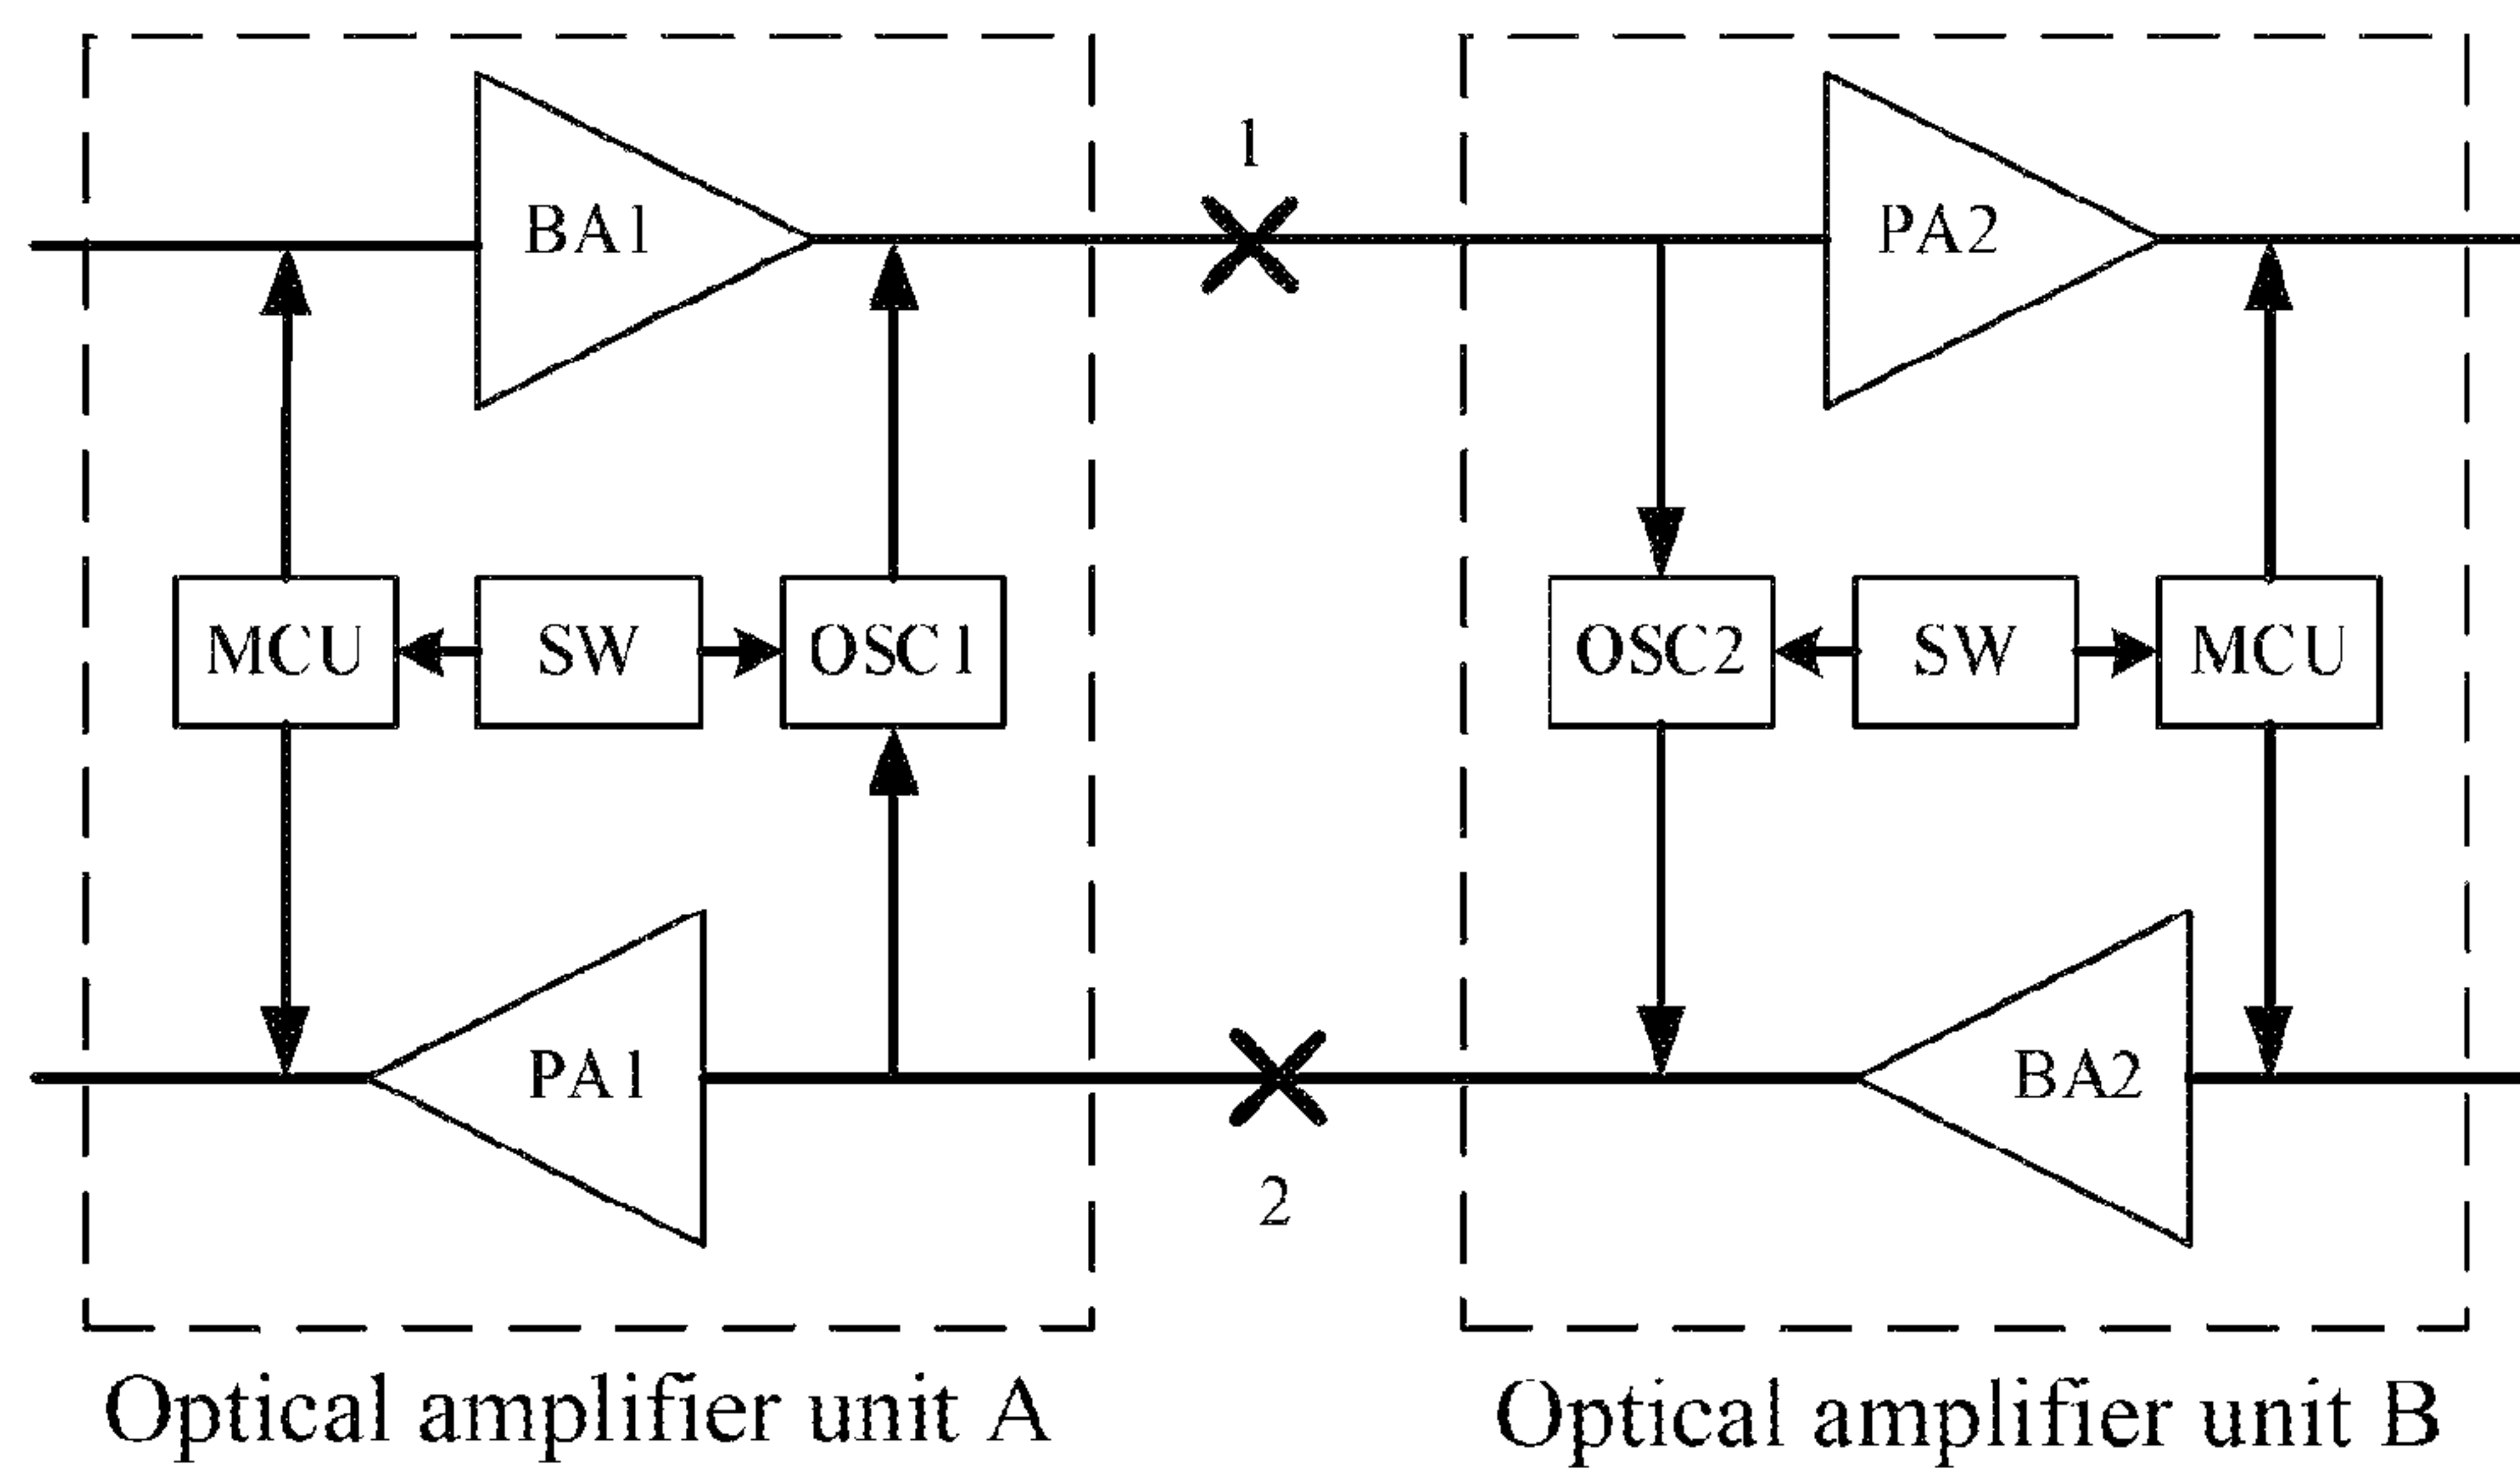 1
BA1
PA2
MCU
SW
OSC1
OSC2
SW
MCU
PA1
BA2
2
Optical amplifier unit A
Optical amplifier unit B